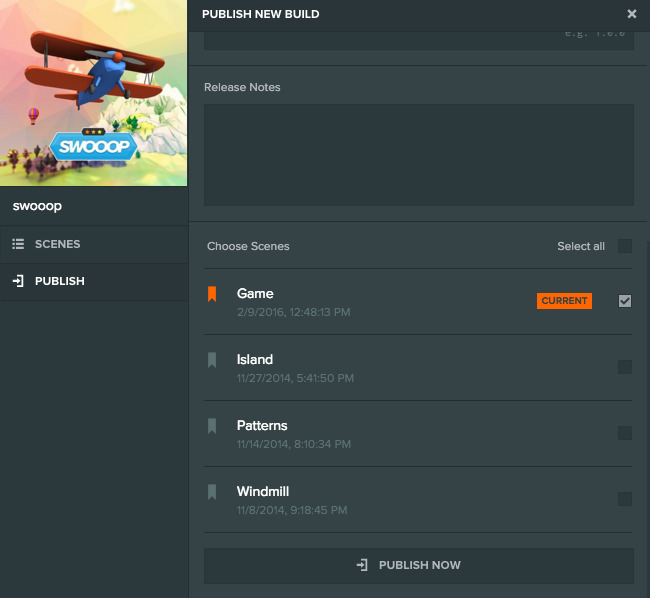 PUBLISH NEW BUILD
e.g. 1.0.0
Release Notes
SWOOOP
swooop
SCENES
PUBLISH
Choose Scenes
Select all
Game
CURRENT
2/9/2016, 12:48:13 PM
Island
11/27/2014, 5:41:50 PM
Patterns
11/14/2014, 8:10:34 PM
Windmill
11/8/2014, 9:18:45 PM
PUBLISH NOW